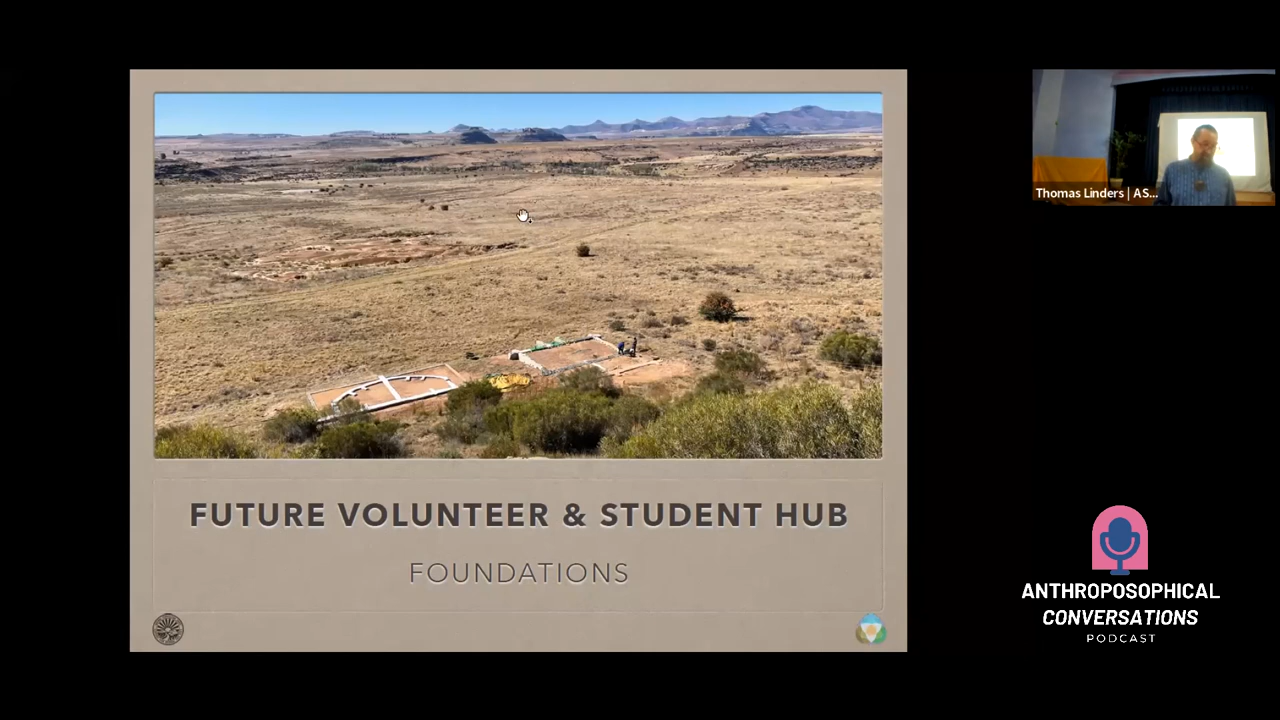 FUTURE VOLUNTEER & STUDENT HUB
FOUNDATIONS
Thomas Linders | AS...
ANTHROPOSOPHICAL
CONVERSATIONS
PODCAST